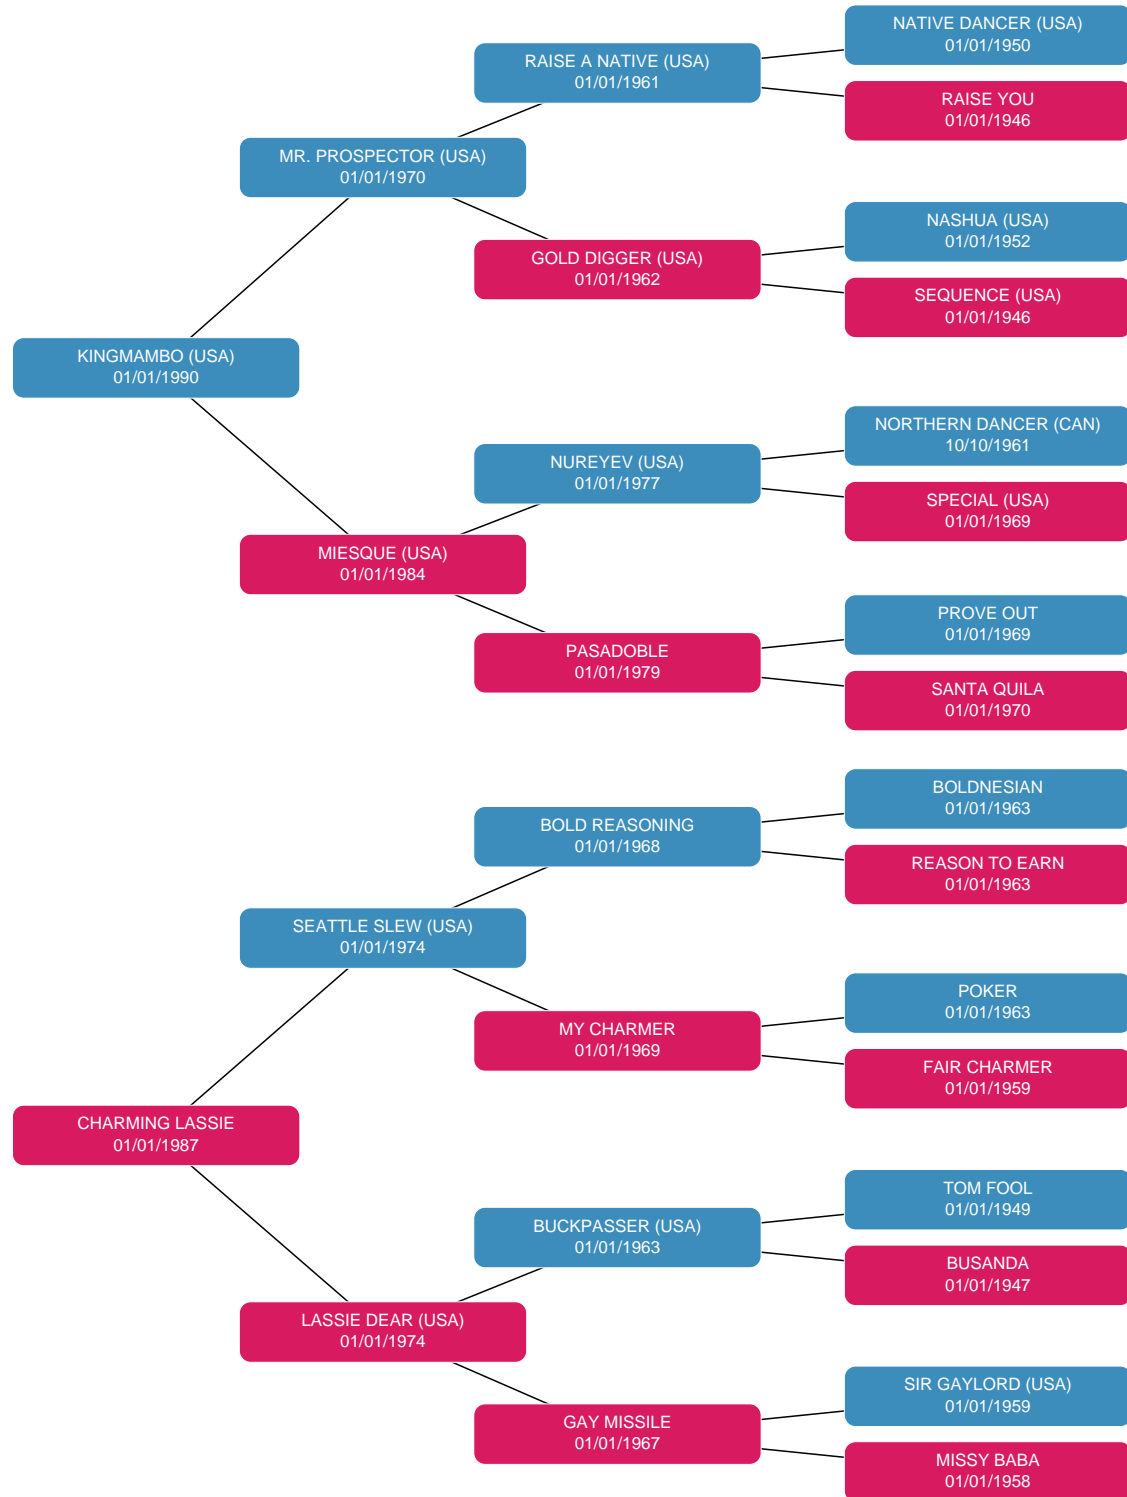 NATIVE DANCER (USA)
01/01/1950
RAISE A NATIVE (USA)
01/01/1961
RAISE YOU
01/01/1946
MR. PROSPECTOR (USA)
01/01/1970
NASHUA (USA)
01/01/1952
GOLD DIGGER (USA)
01/01/1962
SEQUENCE (USA)
01/01/1946
KINGMAMBO (USA)
01/01/1990
NORTHERN DANCER (CAN)
10/10/1961
NUREYEV (USA)
01/01/1977
SPECIAL (USA)
01/01/1969
MIESQUE (USA)
01/01/1984
PROVE OUT
01/01/1969
PASADOBLE
01/01/1979
SANTA QUILA
01/01/1970
BOLDNESIAN
01/01/1963
BOLD REASONING
01/01/1968
REASON TO EARN
01/01/1963
SEATTLE SLEW (USA)
01/01/1974
POKER
01/01/1963
MY CHARMER
01/01/1969
FAIR CHARMER
01/01/1959
CHARMING LASSIE
01/01/1987
TOM FOOL
01/01/1949
BUCKPASSER (USA)
01/01/1963
BUSANDA
01/01/1947
LASSIE DEAR (USA)
01/01/1974
SIR GAYLORD (USA)
01/01/1959
GAY MISSILE
01/01/1967
MISSY BABA
01/01/1958